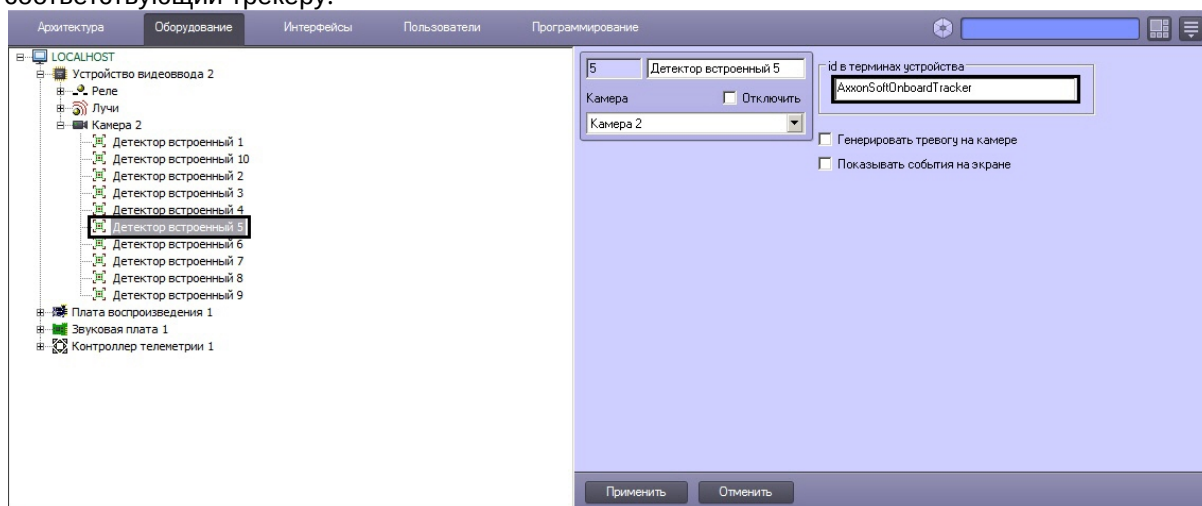 соответствующий трекеру.
Архитектура Оборудование Интерфейсы Пользователи Программирование
LOCALHOST
Устройство видеоввода 2
Реле
Лучи
Камера 2
Детектор встроенный 1
Детектор встроенный 10
Детектор встроенный 2
Детектор встроенный 3
Детектор встроенный 4
Детектор встроенный 5
Детектор встроенный 6
Детектор встроенный 7
Детектор встроенный 8
Детектор встроенный 9
Плата воспроизведения 1
Звуковая плата 1
Контроллер телеметрии 1
5 Детектор встроенный 5
Камера Отключить
Камера 2
id в терминах устройства
AxxonSoftOnboardTracker
Генерировать тревогу на камере
Показывать события на экране
Применить Отменить